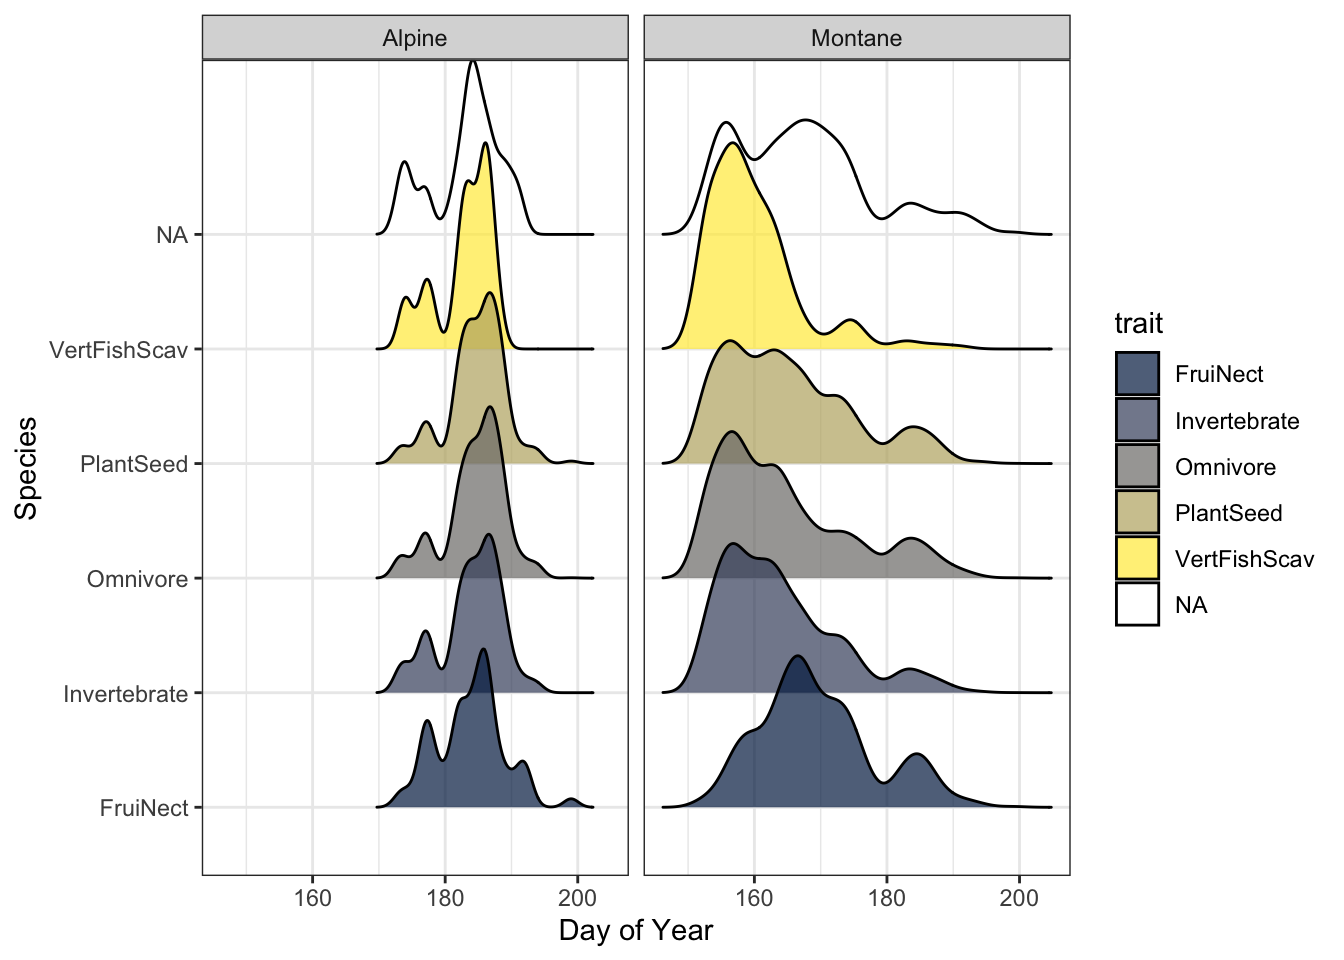 Alpine
Montane
Species
NA
VertFishScav
PlantSeed
Omnivore
Invertebrate
FruiNect
160
180
200
160
180
200
Day of Year
trait
FruiNect
Invertebrate
Omnivore
PlantSeed
VertFishScav
NA